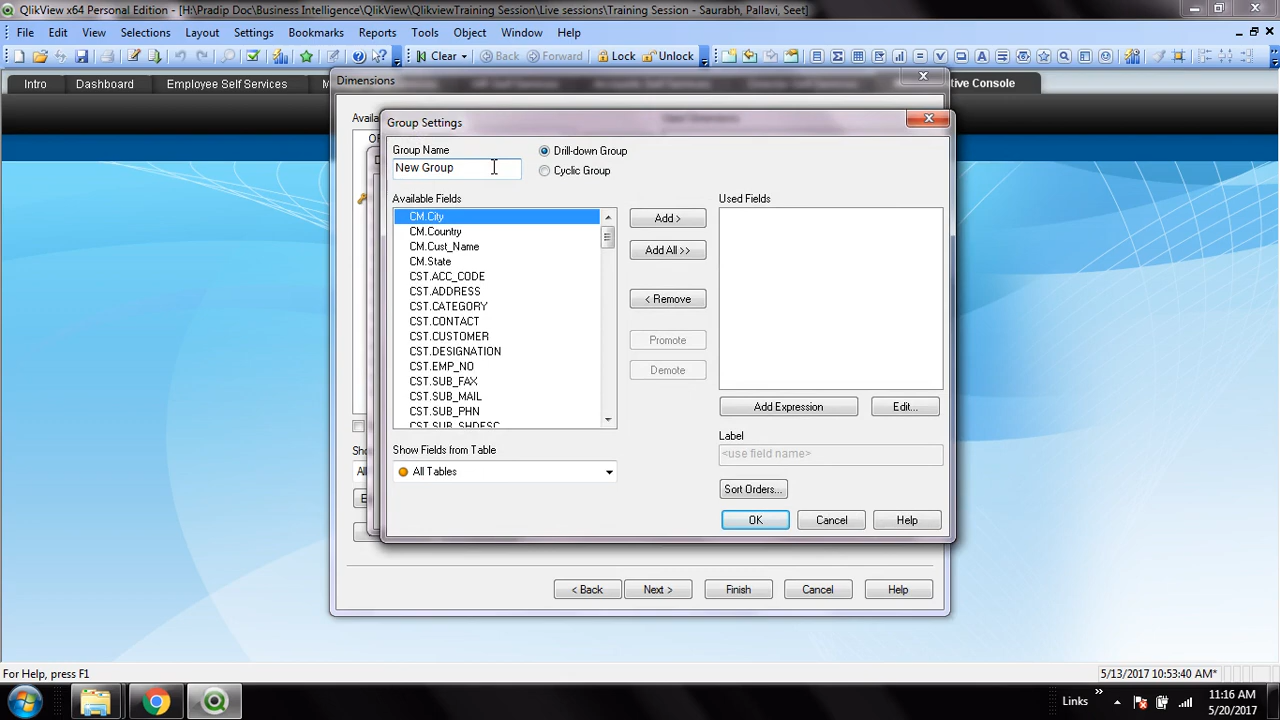 QlikView x64 Personal Edition - [H:\Pradip Doc\Business Intelligence\QlikView\QlikviewTraining Session\Live sessions\Training Session - Saurabh, Pallavi, Seet]
File Edit View Selections Layout Settings Bookmarks Reports Tools Object Window Help
Clear Back Forward Lock Unlock
Intro Dashboard Employee Self Services Dimensions tive Console
Group Settings
Group Name
New Group
Drill-down Group
Cyclic Group
Available Fields
Used Fields
CM.City
CM.Country
CM.Cust_Name
CM.State
CST.ACC_CODE
CST.ADDRESS
CST.CATEGORY
CST.CONTACT
CST.CUSTOMER
CST.DESIGNATION
CST.EMP_NO
CST.SUB_FAX
CST.SUB_MAIL
CST.SUB_PHN
CST.SUB_SHDESC
Add >
Add All >>
< Remove
Promote
Demote
Add Expression Edit...
Label
<use field name>
Show Fields from Table
All Tables
Sort Orders...
OK Cancel Help
< Back Next > Finish Cancel Help
For Help, press F1
5/13/2017 10:53:40 AM*
Links
11:16 AM
5/20/2017